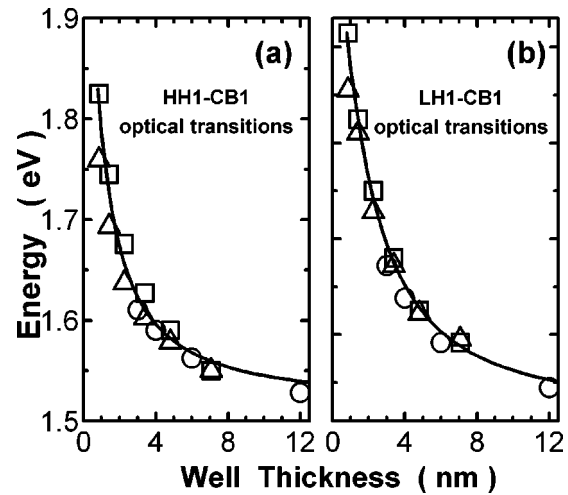 1.9
(a)
(b)
HH1-CB1
LH1-CB1
optical transitions
optical transitions
1.8
1.7
1.6
1.5
Energy ( eV )
0 4 8 12
0 4 8 12
Well Thickness ( nm )